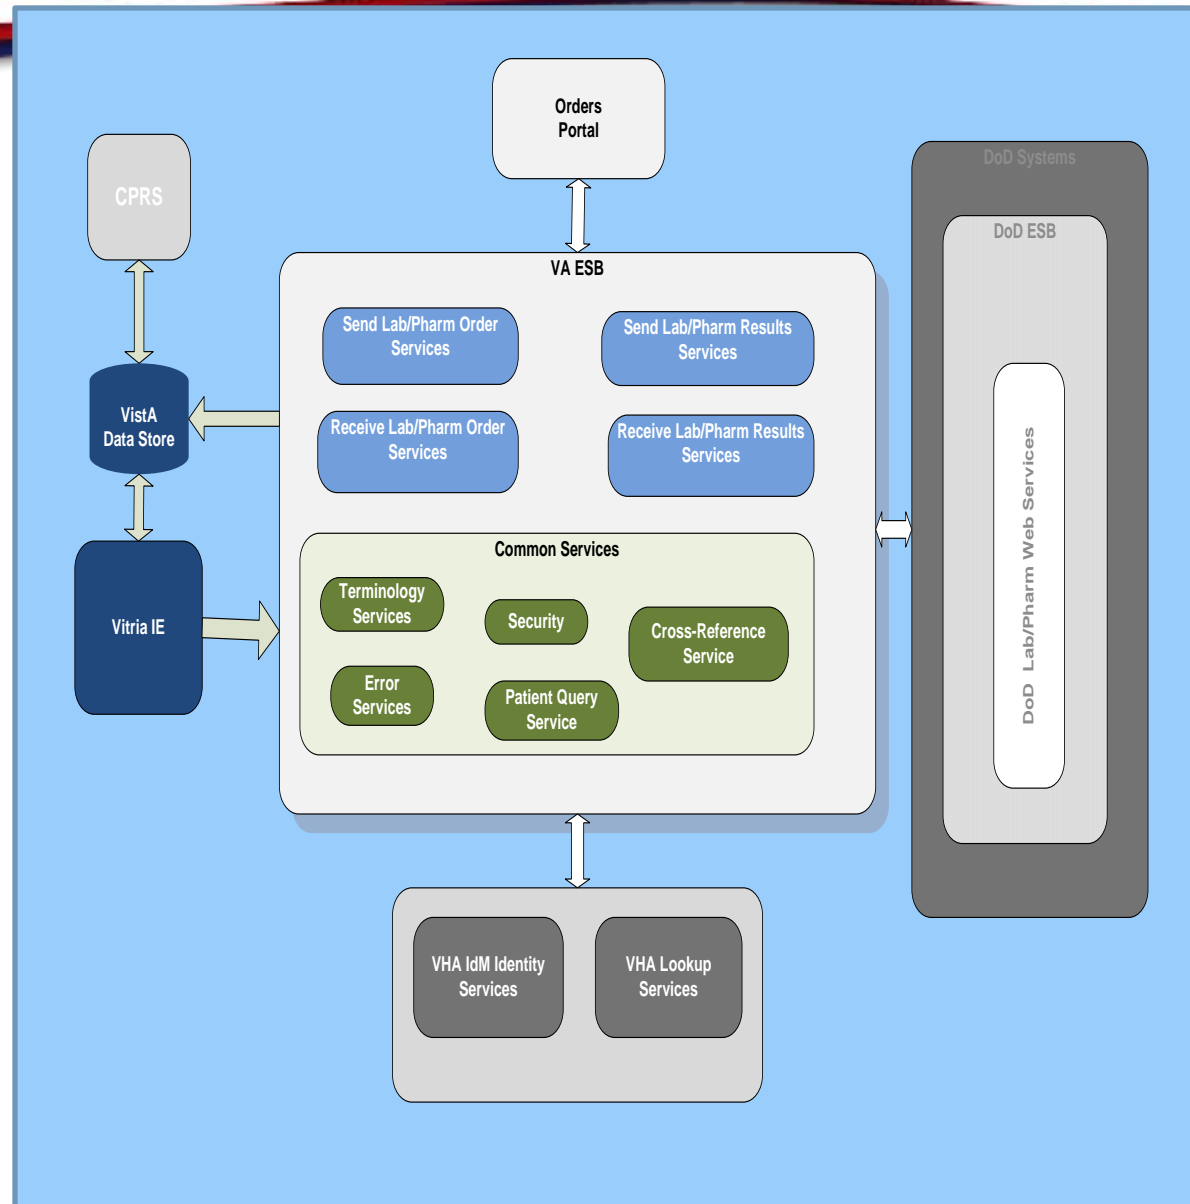 Orders
Portal
DoD Systems
CPRS
DoD ESB
VA ESB
Send Lab/Pharm Order
Services
Send Lab/Pharm Results
Services
VistA
Data Store
Receive Lab/Pharm Order
Services
Receive Lab/Pharm Results
Services
DoD Lab/Pharm Web Services
Common Services
Terminology
Services
Security
Cross-Reference
Service
Vitria IE
Error
Services
Patient Query
Service
VHA IdM Identity
Services
VHA Lookup
Services